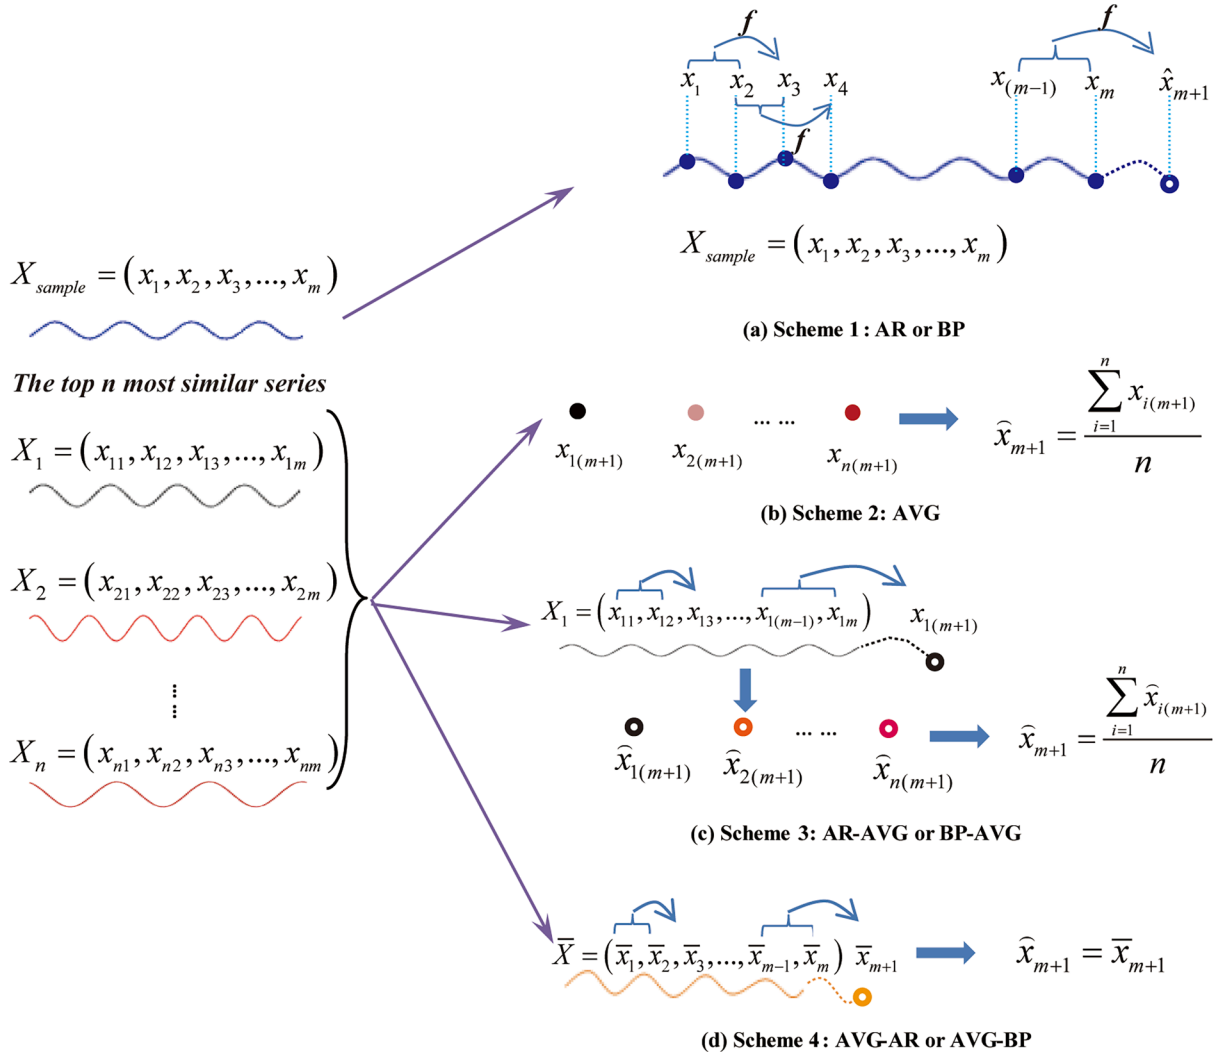 f
f
x₁ x₂ x₃ x₄
x₍ₘ₋₁₎ xₘ x̂ₘ₊₁
f
X_sample = (x₁, x₂, x₃, ..., xₘ)
(a) Scheme 1: AR or BP
X_sample = (x₁, x₂, x₃, ..., xₘ)
The top n most similar series
X₁ = (x₁₁, x₁₂, x₁₃, ..., x₁ₘ)
X₂ = (x₂₁, x₂₂, x₂₃, ..., x₂ₘ)
⋮
Xₙ = (xₙ₁, xₙ₂, xₙ₃, ..., xₙₘ)
x₁₍ₘ₊₁₎ x₂₍ₘ₊₁₎ ... ... xₙ₍ₘ₊₁₎
x̂ₘ₊₁ = ∑ᵢ₌₁ⁿ xᵢ₍ₘ₊₁₎ / n
(b) Scheme 2: AVG
X₁ = (x₁₁, x₁₂, x₁₃, ..., x₁₍ₘ₋₁₎, x₁ₘ) x₁₍ₘ₊₁₎
x̂₁₍ₘ₊₁₎ x̂₂₍ₘ₊₁₎ ... ... x̂ₙ₍ₘ₊₁₎
x̂ₘ₊₁ = ∑ᵢ₌₁ⁿ x̂ᵢ₍ₘ₊₁₎ / n
(c) Scheme 3: AR-AVG or BP-AVG
X̄ = (x̄₁, x̄₂, x̄₃, ..., x̄ₘ₋₁, x̄ₘ) x̄ₘ₊₁
x̂ₘ₊₁ = x̄ₘ₊₁
(d) Scheme 4: AVG-AR or AVG-BP